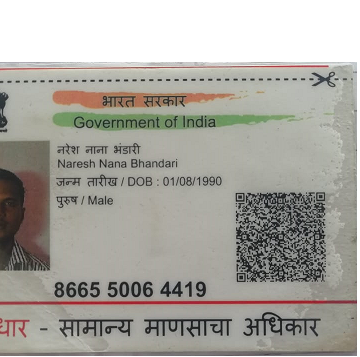 भारत सरकार
Government of India
नरेश नाना भंडारी
Naresh Nana Bhandari
जन्म तारीख / DOB : 01/08/1990
पुरुष / Male
8665 5006 4419
धार - सामान्य माणसाचा अधिकार